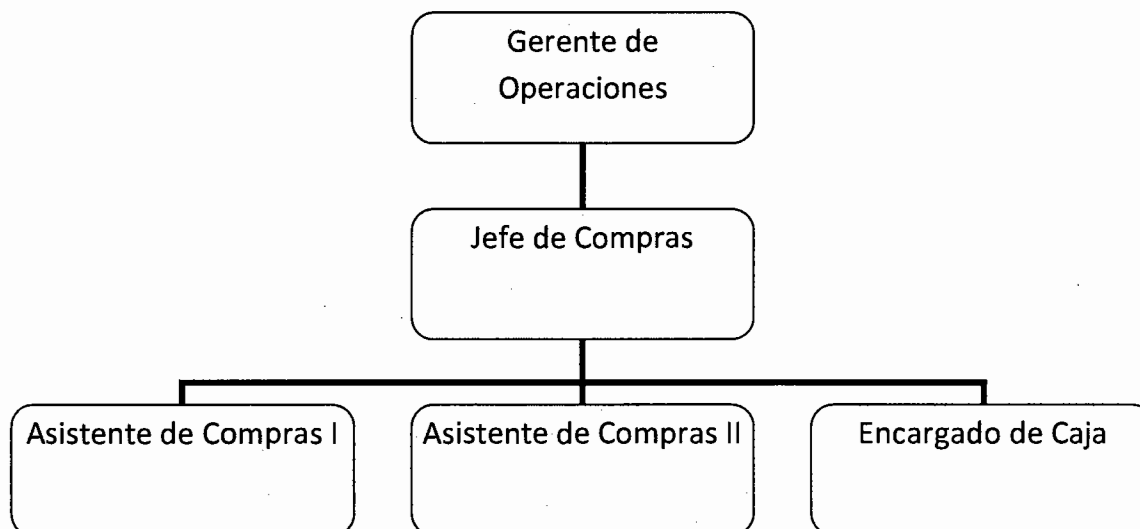 Gerente de
Operaciones
Jefe de Compras
Asistente de Compras I
Asistente de Compras II
Encargado de Caja